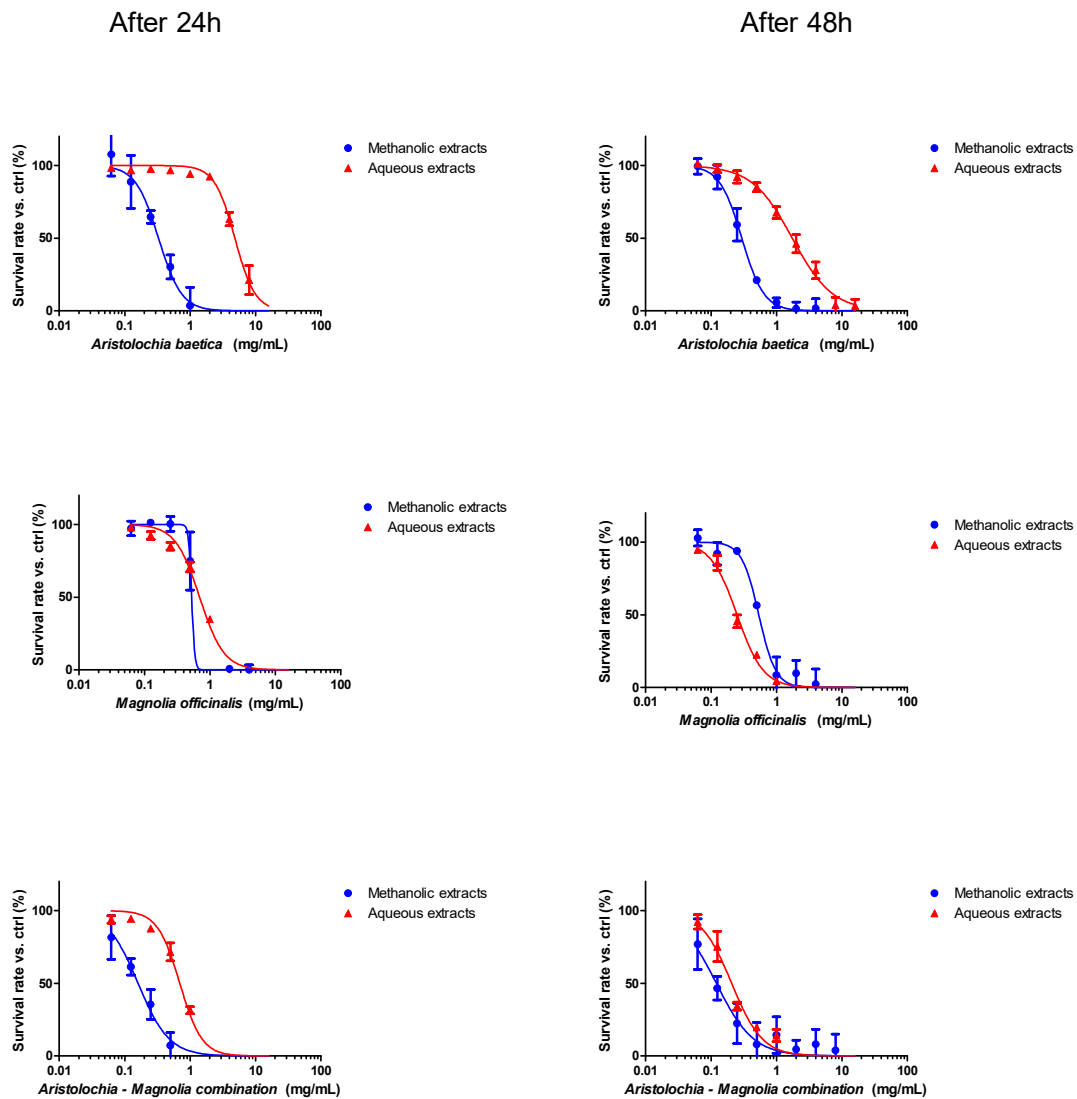 After 24h
After 48h
Survival rate vs. ctrl (%)
100
50
0
0.01 0.1 1 10 100
Aristolochia baetica (mg/mL)
Methanolic extracts
Aqueous extracts
Survival rate vs. ctrl (%)
100
50
0
0.01 0.1 1 10 100
Aristolochia baetica (mg/mL)
Methanolic extracts
Aqueous extracts
Survival rate vs. ctrl (%)
100
50
0
0.01 0.1 1 10 100
Magnolia officinalis (mg/mL)
Methanolic extracts
Aqueous extracts
Survival rate vs. ctrl (%)
100
50
0
0.01 0.1 1 10 100
Magnolia officinalis (mg/mL)
Methanolic extracts
Aqueous extracts
Survival rate vs. ctrl (%)
100
50
0
0.01 0.1 1 10 100
Aristolochia - Magnolia combination (mg/mL)
Methanolic extracts
Aqueous extracts
Survival rate vs. ctrl (%)
100
50
0
0.01 0.1 1 10 100
Aristolochia - Magnolia combination (mg/mL)
Methanolic extracts
Aqueous extracts